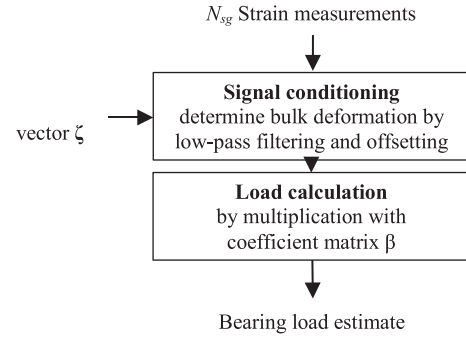 N_sg Strain measurements
Signal conditioning
determine bulk deformation by
vector ζ
low-pass filtering and offsetting
Load calculation
by multiplication with
coefficient matrix β
Bearing load estimate